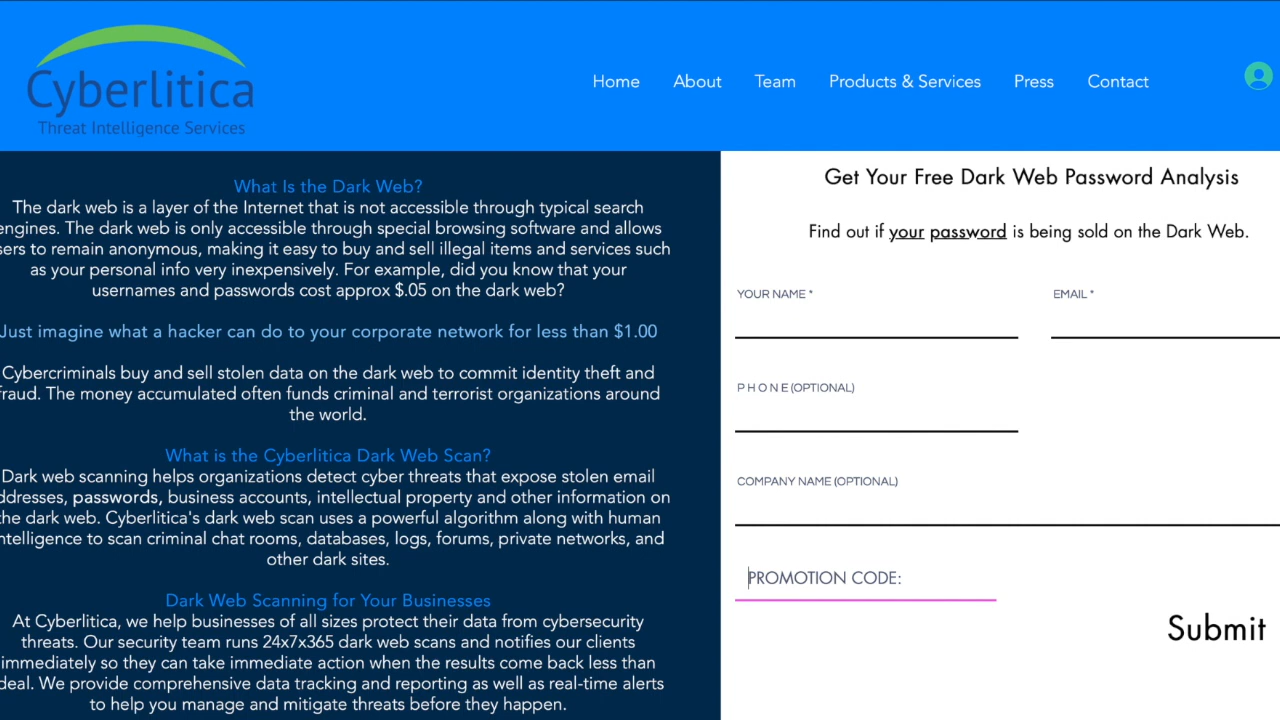 Cyberlitica
Threat Intelligence Services
Home About Team Products & Services Press Contact
What Is the Dark Web?
The dark web is a layer of the Internet that is not accessible through typical search
engines. The dark web is only accessible through special browsing software and allows
sers to remain anonymous, making it easy to buy and sell illegal items and services such
as your personal info very inexpensively. For example, did you know that your
usernames and passwords cost approx $.05 on the dark web?
Just imagine what a hacker can do to your corporate network for less than $1.00
Cybercriminals buy and sell stolen data on the dark web to commit identity theft and
fraud. The money accumulated often funds criminal and terrorist organizations around
the world.
What is the Cyberlitica Dark Web Scan?
Dark web scanning helps organizations detect cyber threats that expose stolen email
ddresses, passwords, business accounts, intellectual property and other information on
the dark web. Cyberlitica's dark web scan uses a powerful algorithm along with human
ntelligence to scan criminal chat rooms, databases, logs, forums, private networks, and
other dark sites.
Dark Web Scanning for Your Businesses
At Cyberlitica, we help businesses of all sizes protect their data from cybersecurity
threats. Our security team runs 24x7x365 dark web scans and notifies our clients
immediately so they can take immediate action when the results come back less than
deal. We provide comprehensive data tracking and reporting as well as real-time alerts
to help you manage and mitigate threats before they happen.
Get Your Free Dark Web Password Analysis
Find out if your password is being sold on the Dark Web.
YOUR NAME * EMAIL *
P H O N E (OPTIONAL)
COMPANY NAME (OPTIONAL)
PROMOTION CODE:
Submit